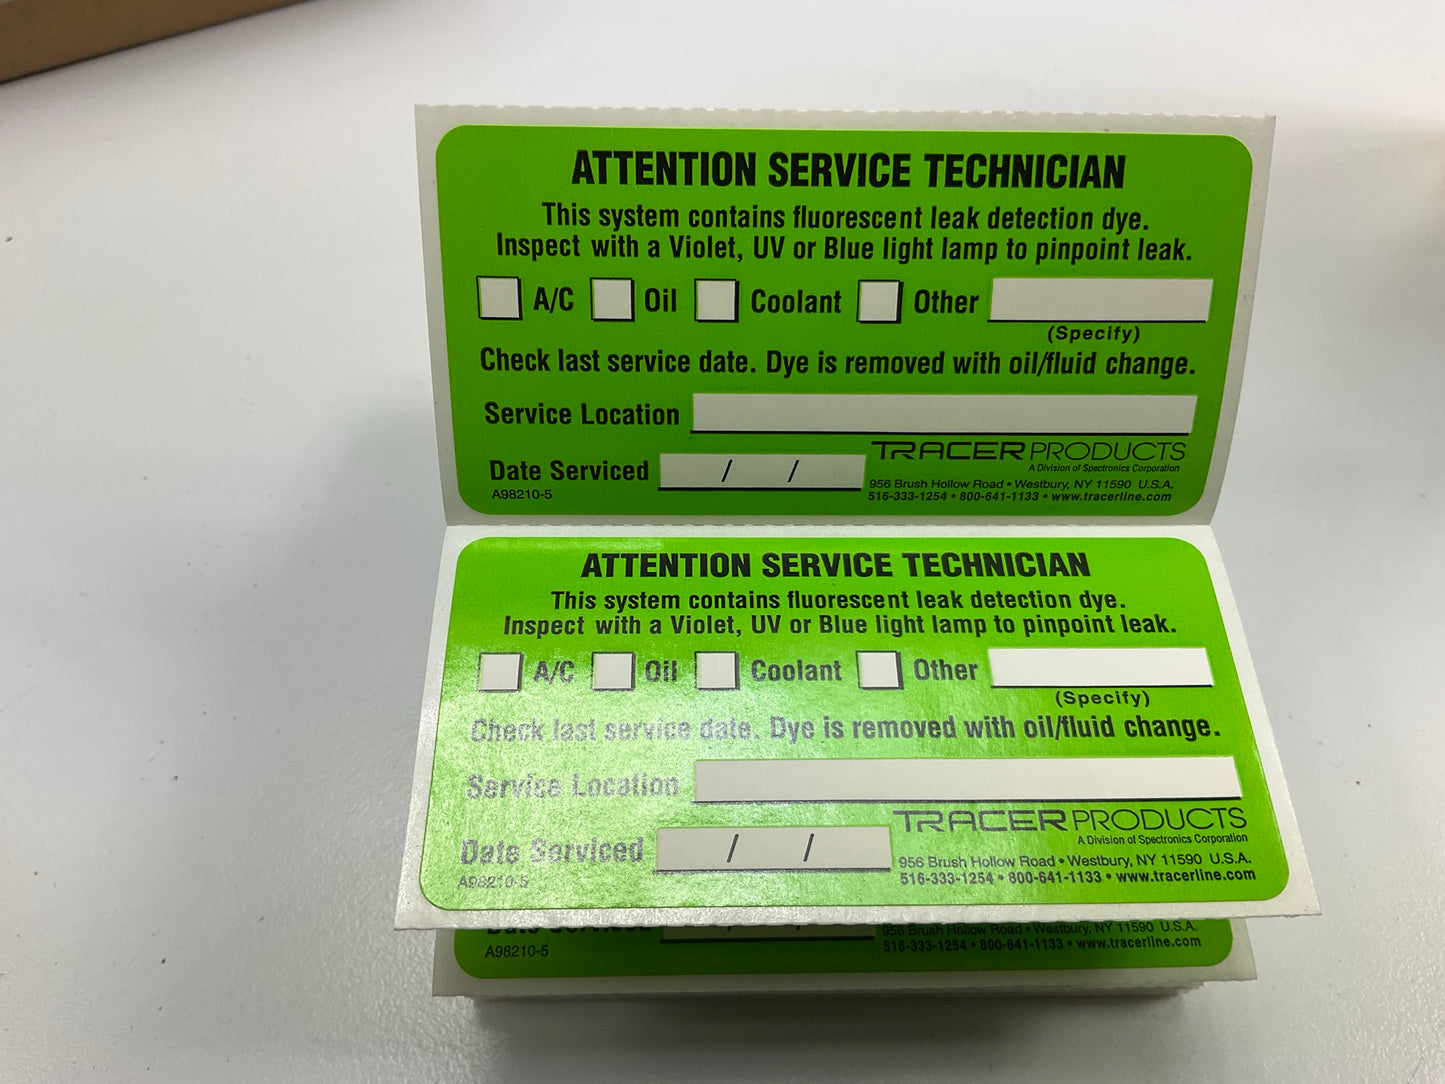 ATTENTION SERVICE TECHNICIAN
This system contains fluorescent leak detection dye.
Inspect with a Violet, UV or Blue light lamp to pinpoint leak.
A/C Oil Coolant Other
(Specify)
Check last service date. Dye is removed with oil/fluid change.
Service Location
TRACERPRODUCTS
A Division of Spectronics Corporation
Date Serviced / /
956 Brush Hollow Road • Westbury, NY 11590 U.S.A.
A98210-5
516-333-1254 • 800-641-1133 • www.tracerline.com
ATTENTION SERVICE TECHNICIAN
This system contains fluorescent leak detection dye.
Inspect with a Violet, UV or Blue light lamp to pinpoint leak.
A/C Oil Coolant Other
(Specify)
Check last service date. Dye is removed with oil/fluid change.
Service Location
TRACERPRODUCTS
A Division of Spectronics Corporation
Date Serviced / /
956 Brush Hollow Road • Westbury, NY 11590 U.S.A.
A98210-5
516-333-1254 • 800-641-1133 • www.tracerline.com
Date Serviced
956 Brush Hollow Road • Westbury, NY 11590 U.S.A.
A98210-5
516-333-1254 • 800-641-1133 • www.tracerline.com